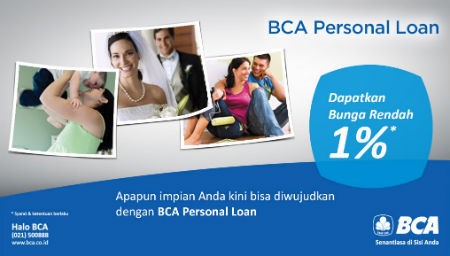 BCA Personal Loan
Dapatkan
Bunga Rendah
1%*
Apapun impian Anda kini bisa diwujudkan
dengan BCA Personal Loan
* Syarat & ketentuan berlaku
Halo BCA
(021) 500888
www.bca.co.id
BCA
Senantiasa di Sisi Anda